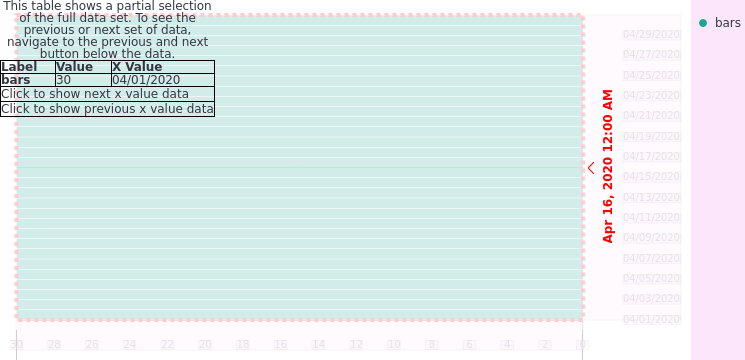 This table shows a partial selection
of the full data set. To see the
previous or next set of data,
navigate to the previous and next
button below the data.
Label Value X Value
bars 30 04/01/2020
Click to show next x value data
Click to show previous x value data
bars
Apr 16, 2020 12:00 AM
04/29/2020
04/27/2020
04/25/2020
04/23/2020
04/21/2020
04/19/2020
04/17/2020
04/15/2020
04/13/2020
04/11/2020
04/09/2020
04/07/2020
04/05/2020
04/03/2020
04/01/2020
30 28 26 24 22 20 18 16 14 12 10 8 6 4 2 0